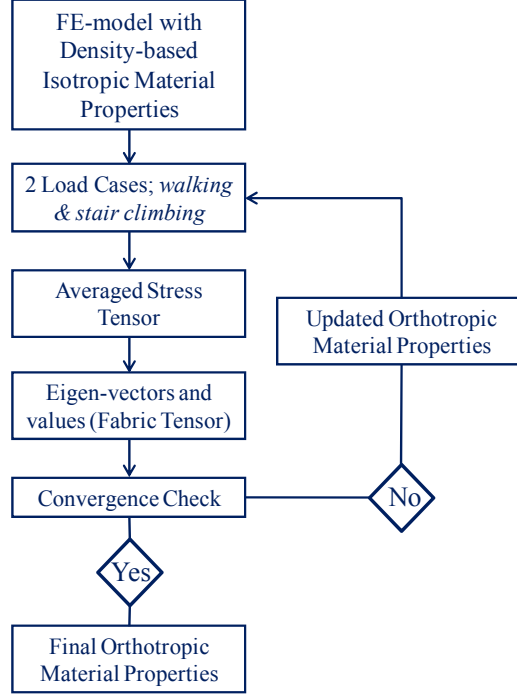 FE-model with
Density-based
Isotropic Material
Properties
2 Load Cases; walking
& stair climbing
Averaged Stress
Tensor
Updated Orthotropic
Material Properties
Eigen-vectors and
values (Fabric Tensor)
Convergence Check
No
Yes
Final Orthotropic
Material Properties